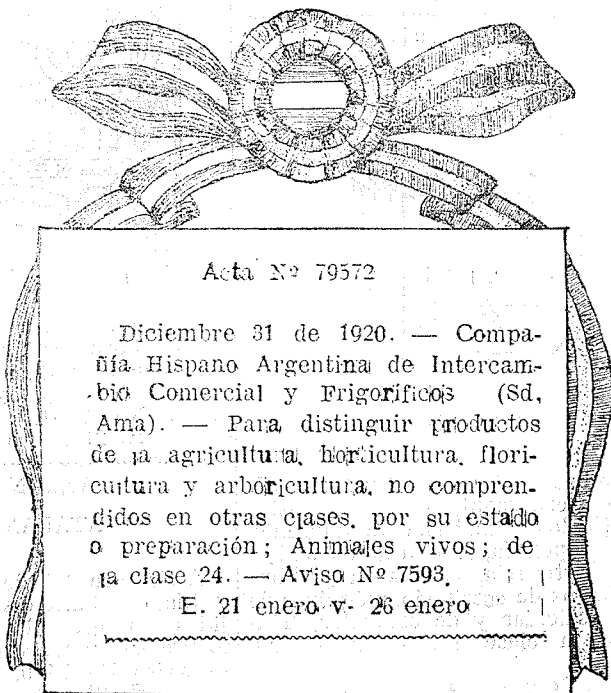 Acta Nº 79572
Diciembre 31 de 1920. — Compa-
ñía Hispano Argentina de Intercam-
bio Comercial y Frigoríficos (Sd,
Ama). — Para distinguir productos
de la agricultura, horticultura, flori-
cultura y arboricultura, no compren-
didos en otras clases, por su estado
o preparación; Animales vivos; de
la clase 24. — Aviso Nº 7593.
E. 21 enero v- 26 enero